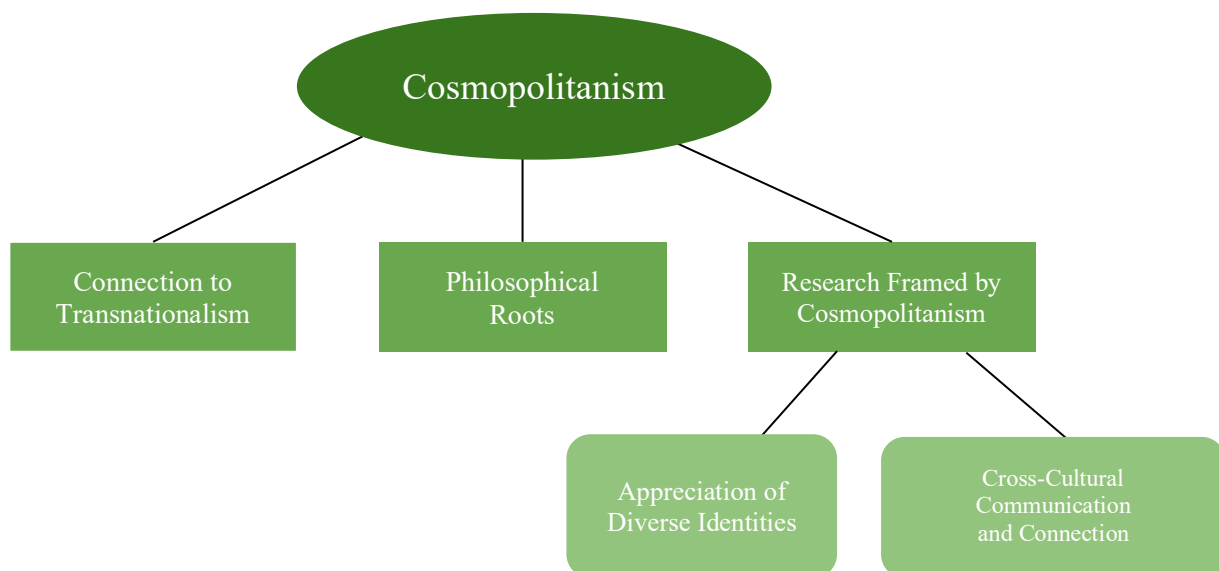 Cosmopolitanism
Connection to
Transnationalism
Philosophical
Roots
Research Framed by
Cosmopolitanism
Appreciation of
Diverse Identities
Cross-Cultural
Communication
and Connection